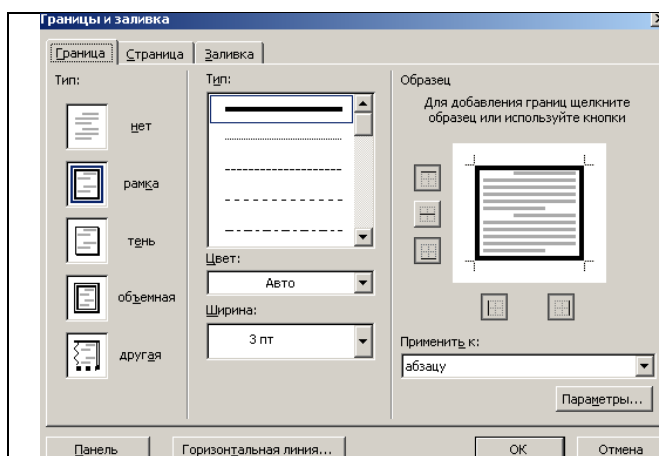 Границы и заливка
Граница
Страница
Заливка
Тип:
нет
рамка
тень
объемная
другая
Тип:
Цвет:
Авто
Ширина:
3 пт
Образец
Для добавления границ щелкните
образец или используйте кнопки
Применить к:
абзацу
Параметры...
Панель
Горизонтальная линия...
ОК
Отмена